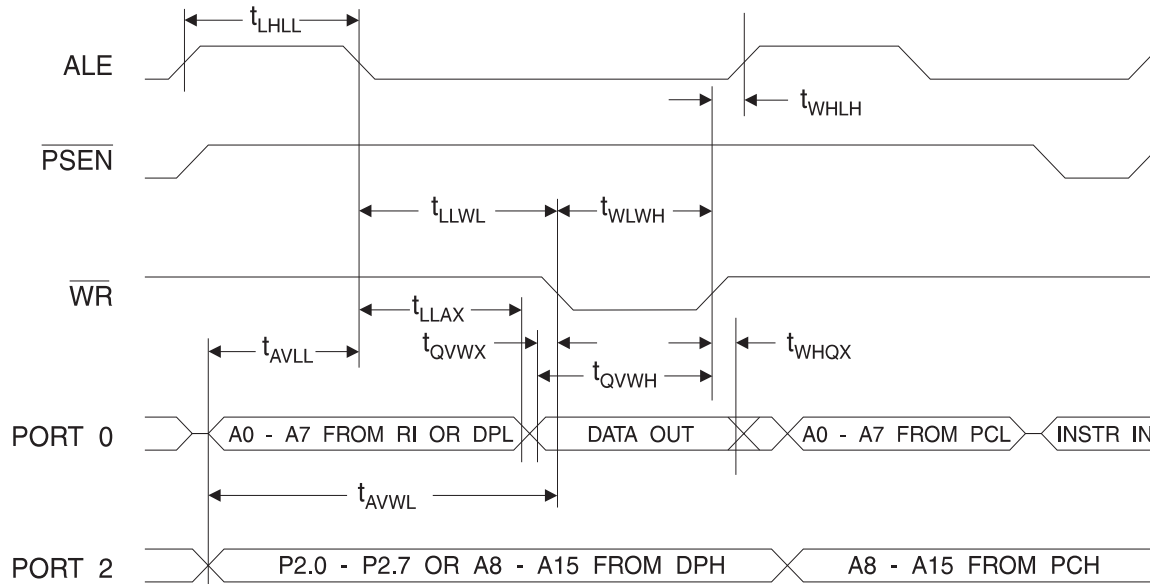 tLHLL
ALE
tWHLH
PSEN
tLLWL
tWLWH
WR
tLLAX
tQVWX
tWHQX
tAVLL
tQVWH
PORT 0
A0 - A7 FROM RI OR DPL
DATA OUT
A0 - A7 FROM PCL
INSTR IN
tAVWL
PORT 2
P2.0 - P2.7 OR A8 - A15 FROM DPH
A8 - A15 FROM PCH